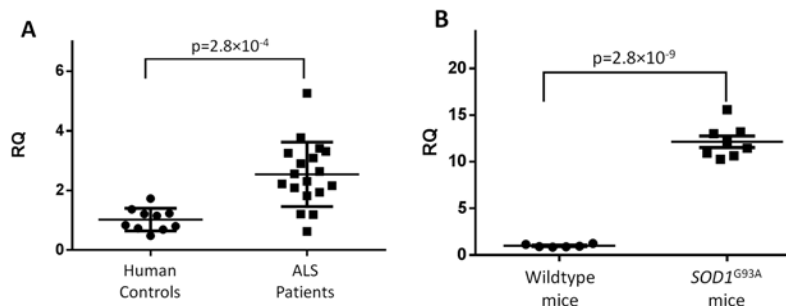 A
p=2.8×10-4
RQ
6
4
2
0
Human
Controls
ALS
Patients
B
p=2.8×10-9
RQ
20
15
10
5
0
Wildtype
mice
SOD1G93A
mice